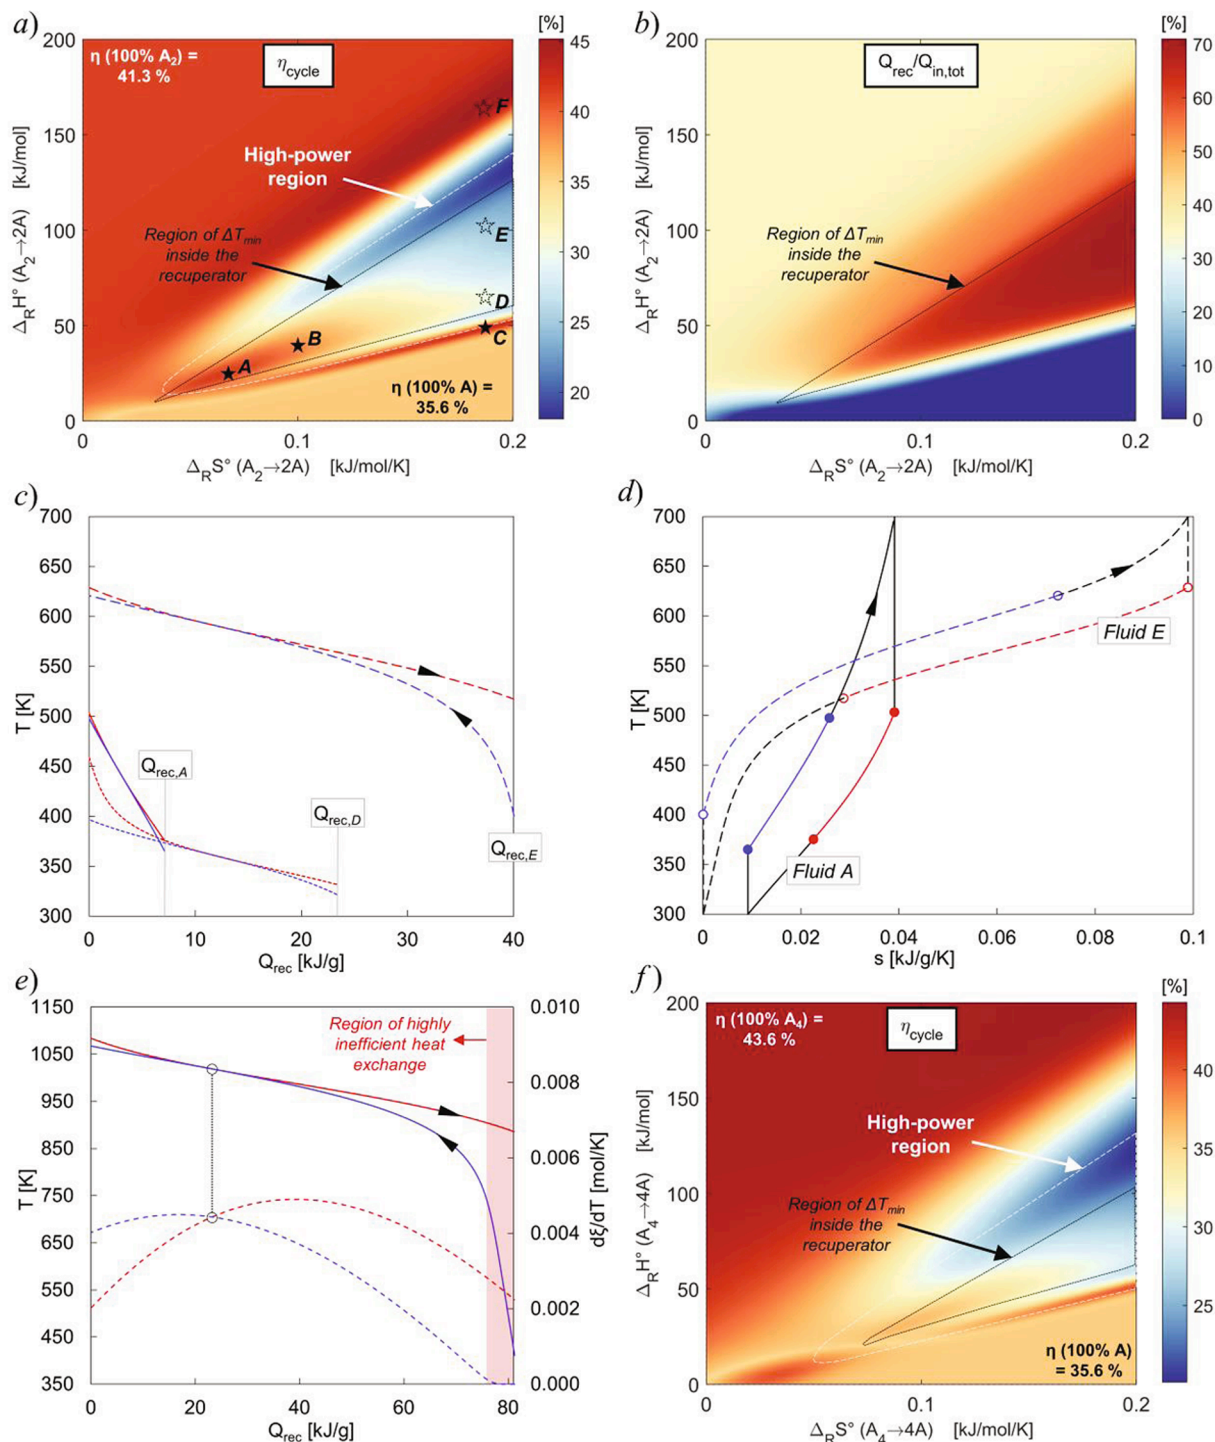 a)
[%]
200
150
100
50
0
Δ_R H° (A₂→2A) [kJ/mol]
η (100% A₂) =
41.3 %
η_cycle
High-power
region
Region of ΔT_min
inside the
recuperator
A
B
C
D
E
F
η (100% A) =
35.6 %
0
0.1
0.2
Δ_R S° (A₂→2A) [kJ/mol/K]
45
40
35
30
25
20
b)
[%]
200
150
100
50
0
Δ_R H° (A₂→2A) [kJ/mol]
Q_rec/Q_in,tot
Region of ΔT_min
inside the
recuperator
0
0.1
0.2
Δ_R S° (A₂→2A) [kJ/mol/K]
70
60
50
40
30
20
10
0
c)
700
650
600
550
500
450
400
350
300
T [K]
Q_rec,A
Q_rec,D
Q_rec,E
0
10
20
30
40
Q_rec [kJ/g]
d)
700
650
600
550
500
450
400
350
300
T [K]
Fluid E
Fluid A
0
0.02
0.04
0.06
0.08
0.1
s [kJ/g/K]
e)
1150
1050
950
850
750
650
550
450
350
T [K]
Region of highly
inefficient heat
exchange
0.010
0.008
0.006
0.004
0.002
0.000
dξ/dT [mol/K]
0
20
40
60
80
Q_rec [kJ/g]
f)
[%]
200
150
100
50
0
Δ_R H° (A₄→4A) [kJ/mol]
η (100% A₄) =
43.6 %
η_cycle
High-power
region
Region of ΔT_min
inside the
recuperator
η (100% A)
= 35.6 %
0
0.1
0.2
Δ_R S° (A₄→4A) [kJ/mol/K]
40
35
30
25